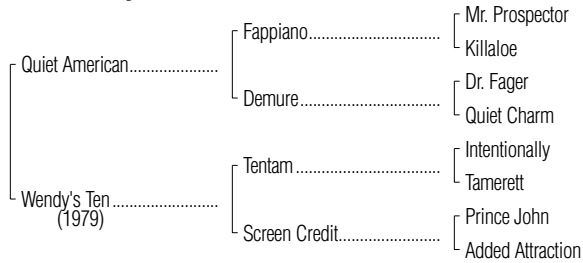 Mr. Prospector
Fappiano
Killaloe
Quiet American
Dr. Fager
Demure
Quiet Charm
Intentionally
Tentam
Tamerett
Wendy's Ten
(1979)
Prince John
Screen Credit
Added Attraction